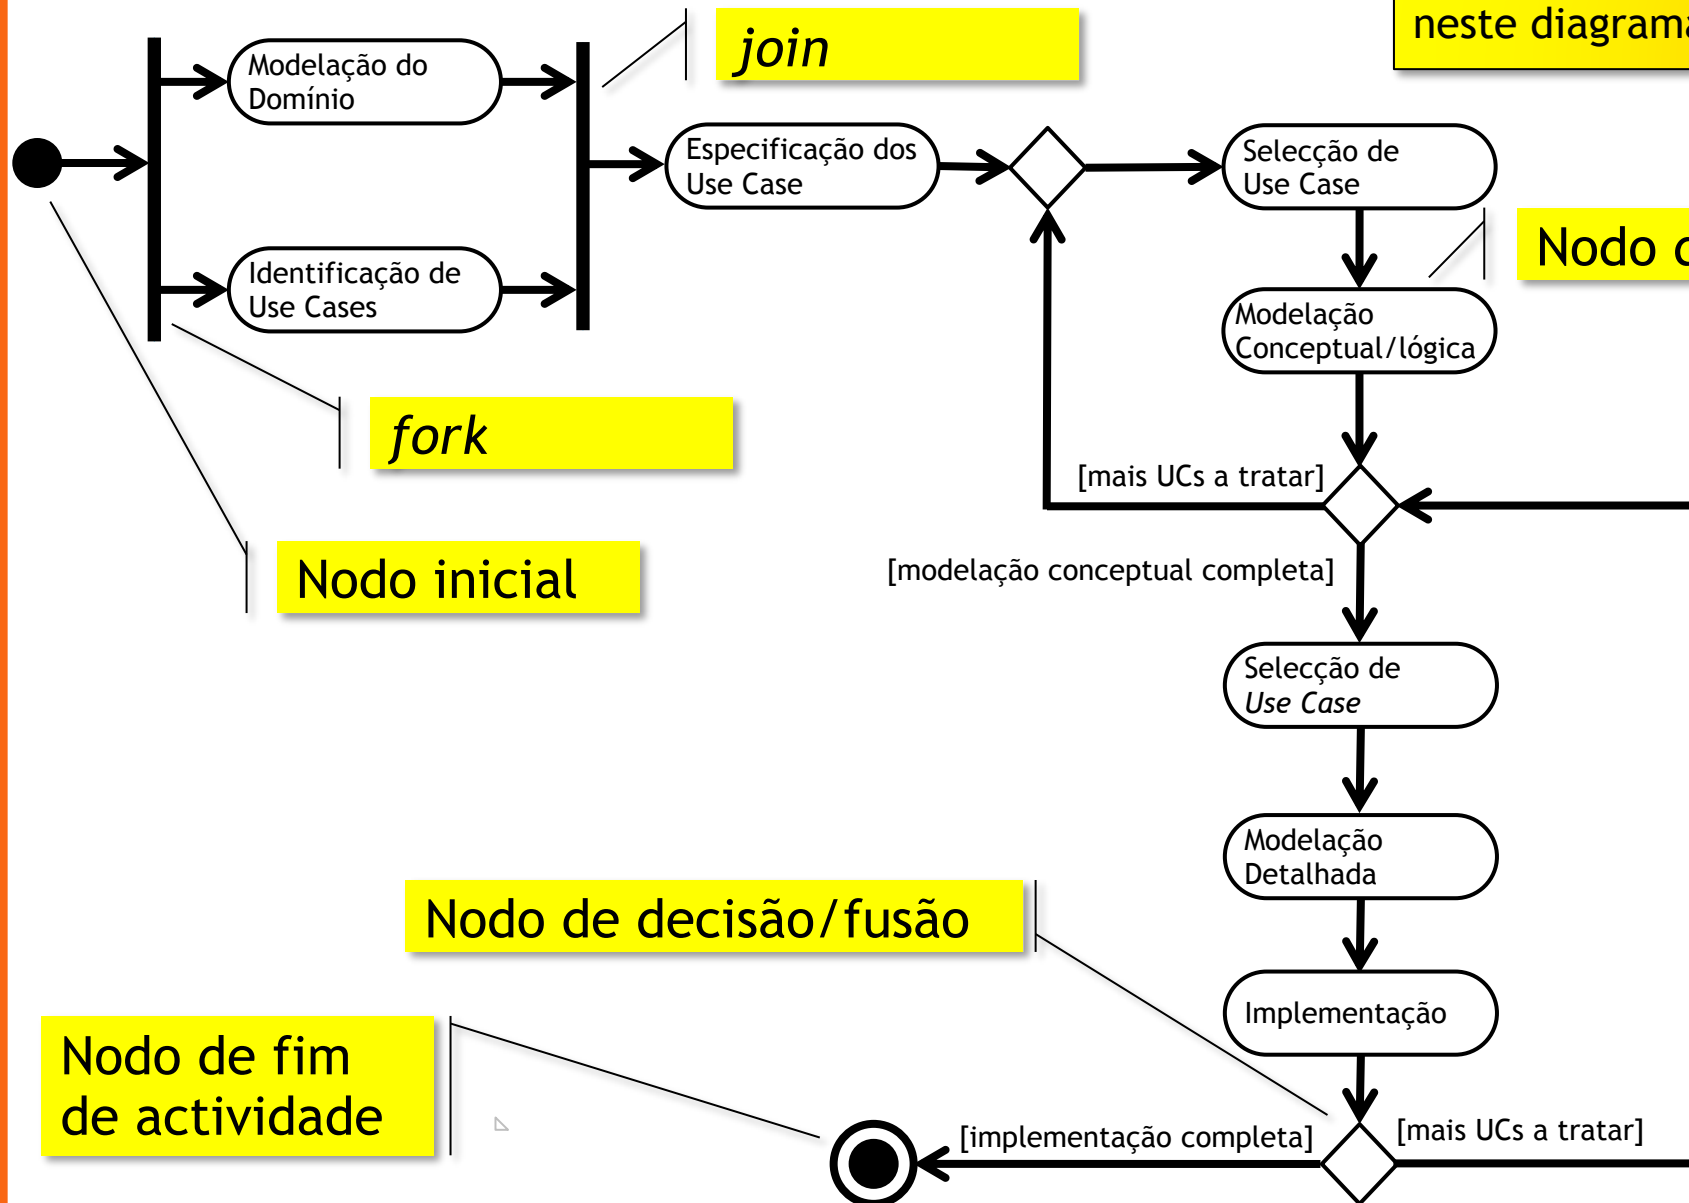 neste diagrama
join
Modelação do
Domínio
Especificação dos
Use Case
Selecção de
Use Case
Nodo
Identificação de
Use Cases
Modelação
Conceptual/lógica
fork
[mais UCs a tratar]
Nodo inicial
[modelação conceptual completa]
Selecção de
Use Case
Modelação
Detalhada
Nodo de decisão/fusão
Implementação
Nodo de fim
de actividade
[implementação completa]
[mais UCs a tratar]